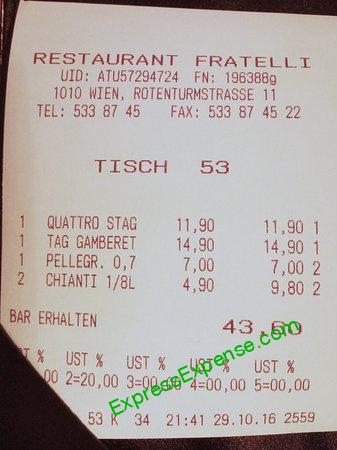 RESTAURANT FRATELLI
UID: ATU57294724 FN: 196388g
1010 WIEN, ROTENTURMSTRASSE 11
TEL: 533 87 45 FAX: 533 87 45 22
TISCH 53
1 QUATTRO STAG 11,90 11,90 1
1 TAG GAMBERET 14,90 14,90 1
1 PELLEGR. 0,7 7,00 7,00 2
2 CHIANTI 1/8L 4,90 9,80 2
BAR ERHALTEN 43,60
% UST % UST % UST % UST %
,00 2=20,00 3=00,00 4=00,00 5=00,00
53 K 34 21:41 29.10.16 2559
ExpressExpense.com